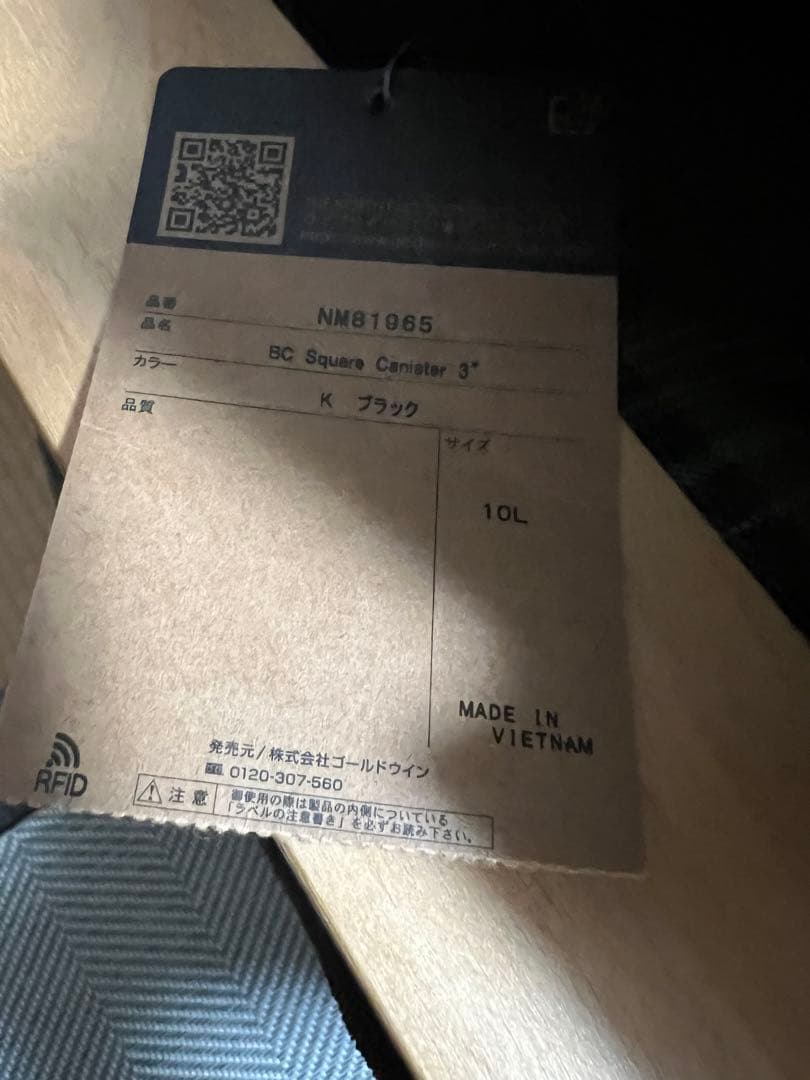 品番 NM81965
品名 BC Square Canister 3*
カラー K ブラック
品質
サイズ
10L
MADE IN
VIETNAM
発売元/株式会社ゴールドウイン
0120-307-560
RFID
注意
御使用の際は製品の内側についている
「ラベルの注意書き」を必ずお読み下さい。